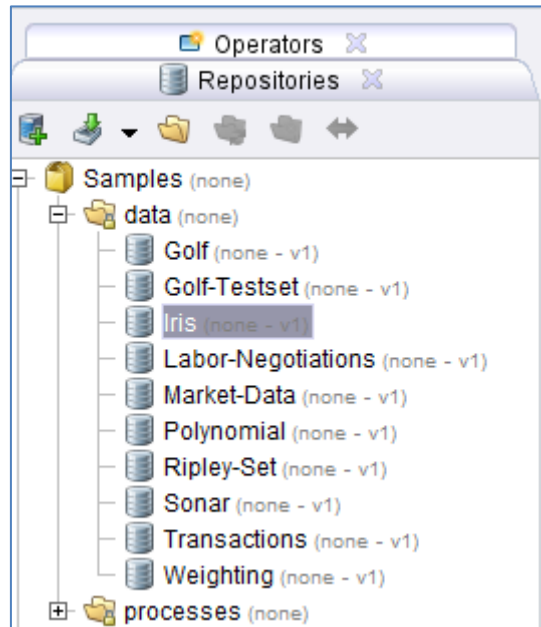 Operators
Repositories
Samples (none)
data (none)
Golf (none - v1)
Golf-Testset (none - v1)
Iris (none - v1)
Labor-Negotiations (none - v1)
Market-Data (none - v1)
Polynomial (none - v1)
Ripley-Set (none - v1)
Sonar (none - v1)
Transactions (none - v1)
Weighting (none - v1)
processes (none)